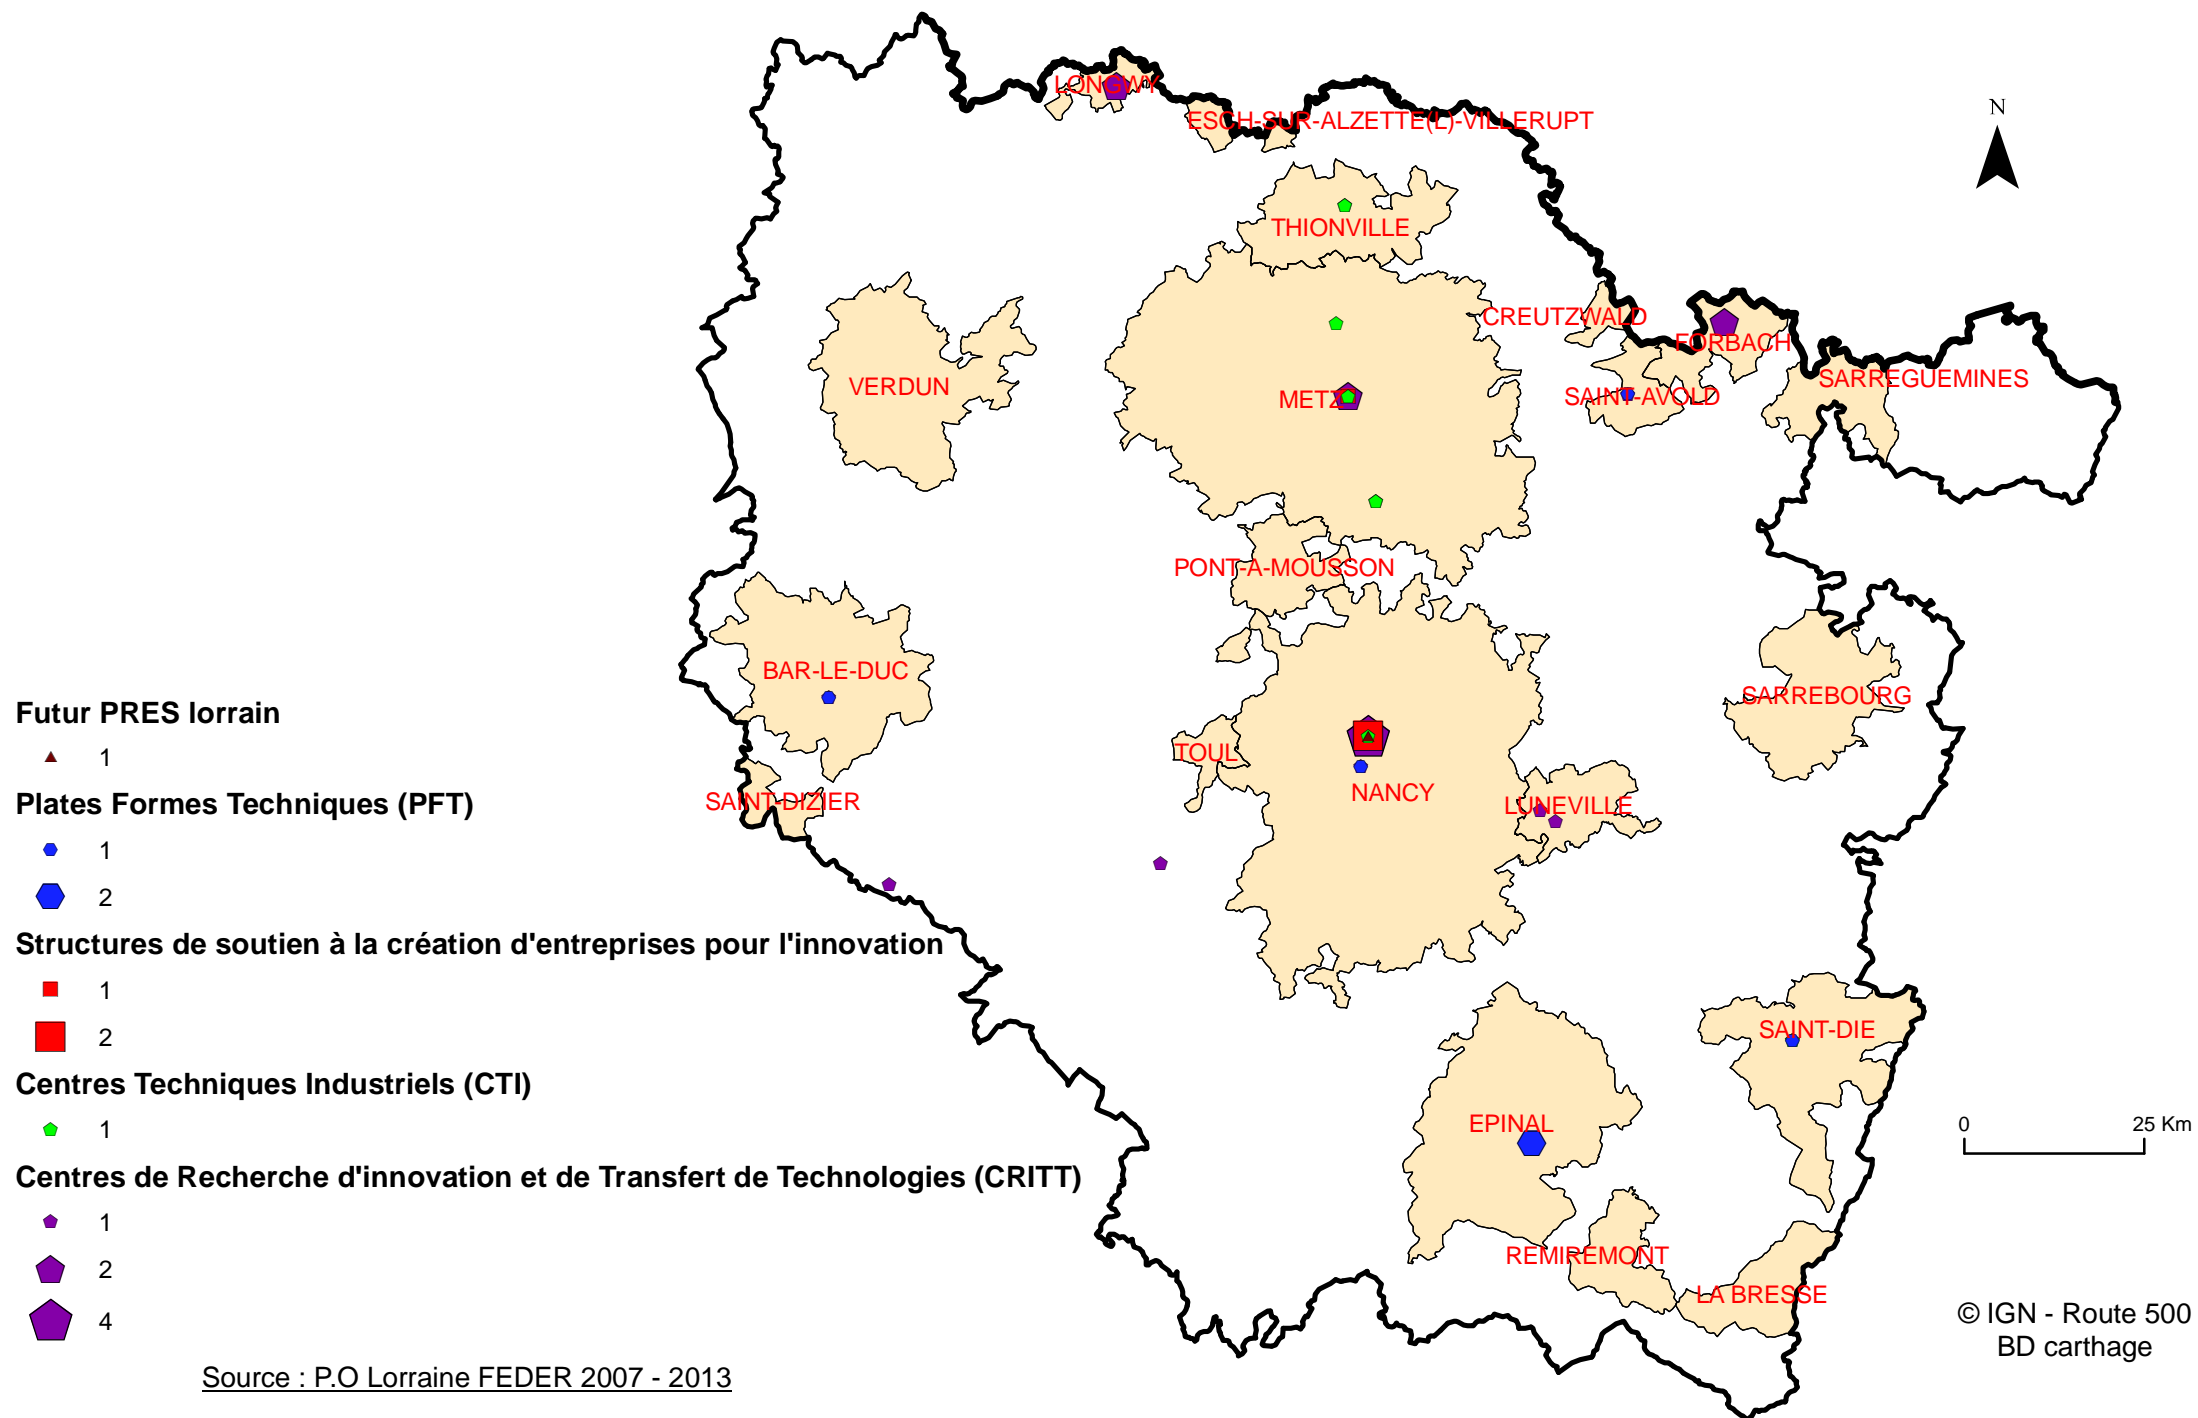 N
LONGWY
ESCH-SUR-ALZETTE(L)-VILLERUPT
THIONVILLE
CREUTZWALD
FORBACH
SARREGUEMINES
VERDUN
METZ
SAINT-AVOLD
PONT-A-MOUSSON
BAR-LE-DUC
SARREBOURG
TOUL
NANCY
SAINT-DIZIER
LUNEVILLE
SAINT-DIE
EPINAL
REMIREMONT
LA BRESSE
Futur PRES lorrain
1
Plates Formes Techniques (PFT)
1
2
Structures de soutien à la création d'entreprises pour l'innovation
1
2
Centres Techniques Industriels (CTI)
1
Centres de Recherche d'innovation et de Transfert de Technologies (CRITT)
1
2
4
Source : P.O Lorraine FEDER 2007 - 2013
0 25 Km
© IGN - Route 500
BD carthage